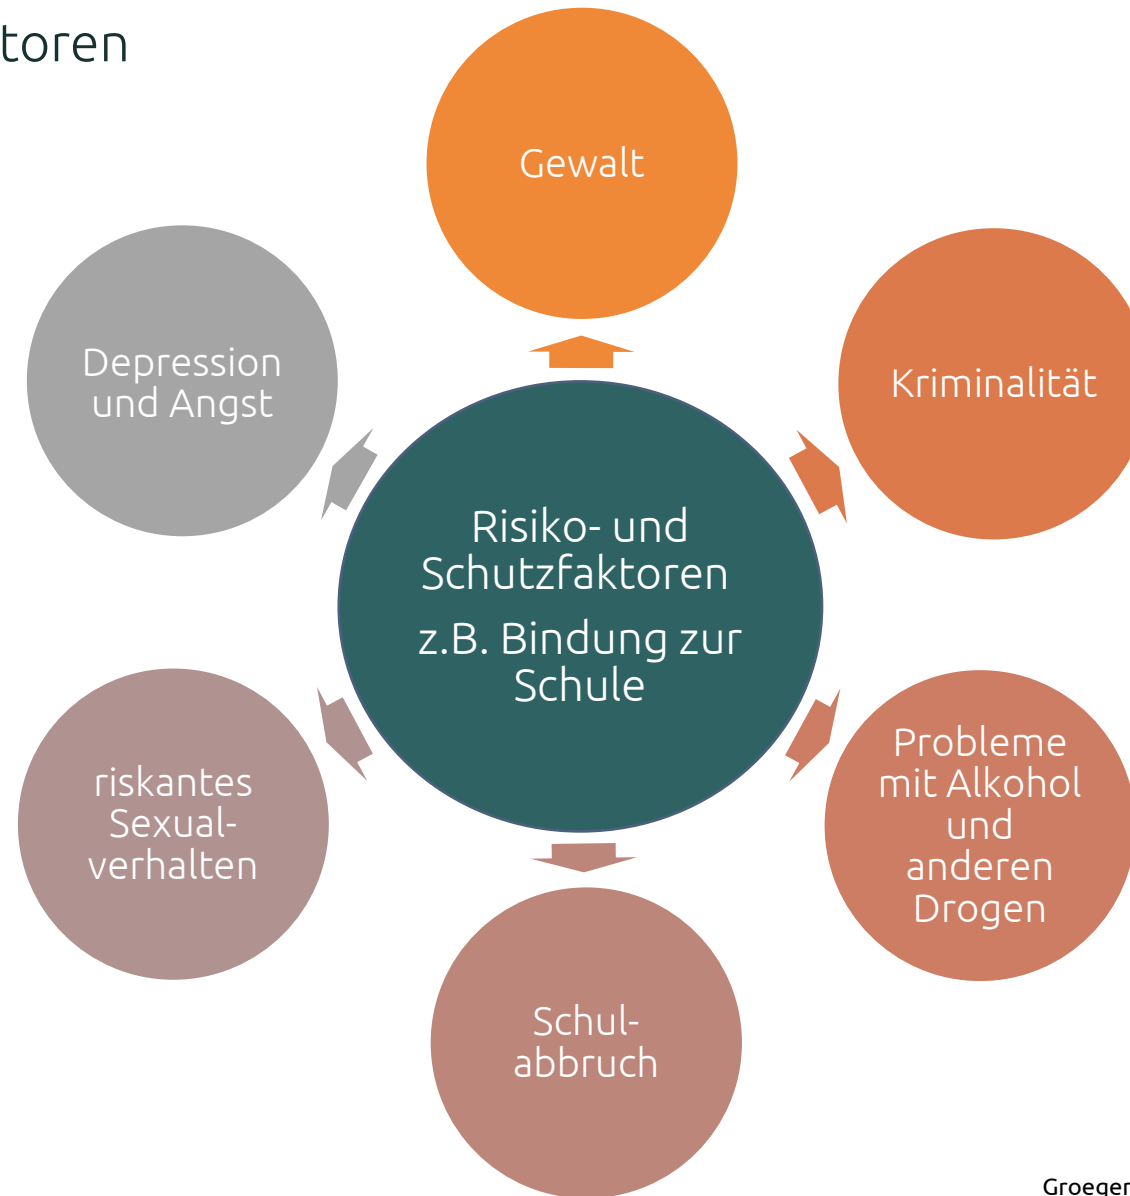 toren
Gewalt
Depression
und Angst
Kriminalität
Risiko- und
Schutzfaktoren
z.B. Bindung zur
Schule
riskantes
Sexual-
verhalten
Probleme
mit Alkohol
und
anderen
Drogen
Schul-
abbruch
Groeger